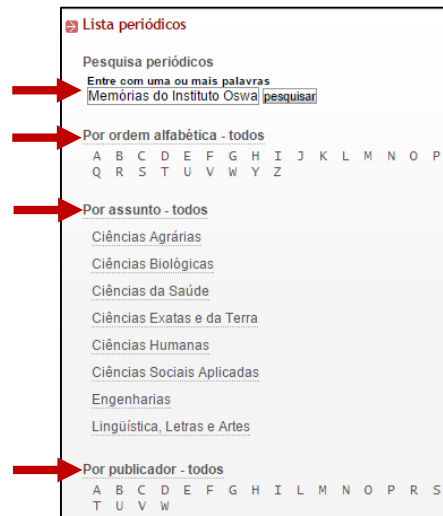 Lista periódicos
Pesquisa periódicos
Entre com uma ou mais palavras
Memórias do Instituto Oswa pesquisar
Por ordem alfabética - todos
A B C D E F G H I J K L M N O P
Q R S T U V W Y Z
Por assunto - todos
Ciências Agrárias
Ciências Biológicas
Ciências da Saúde
Ciências Exatas e da Terra
Ciências Humanas
Ciências Sociais Aplicadas
Engenharias
Lingüística, Letras e Artes
Por publicador - todos
A B C D E F G H I L M N O P R S
T U V W